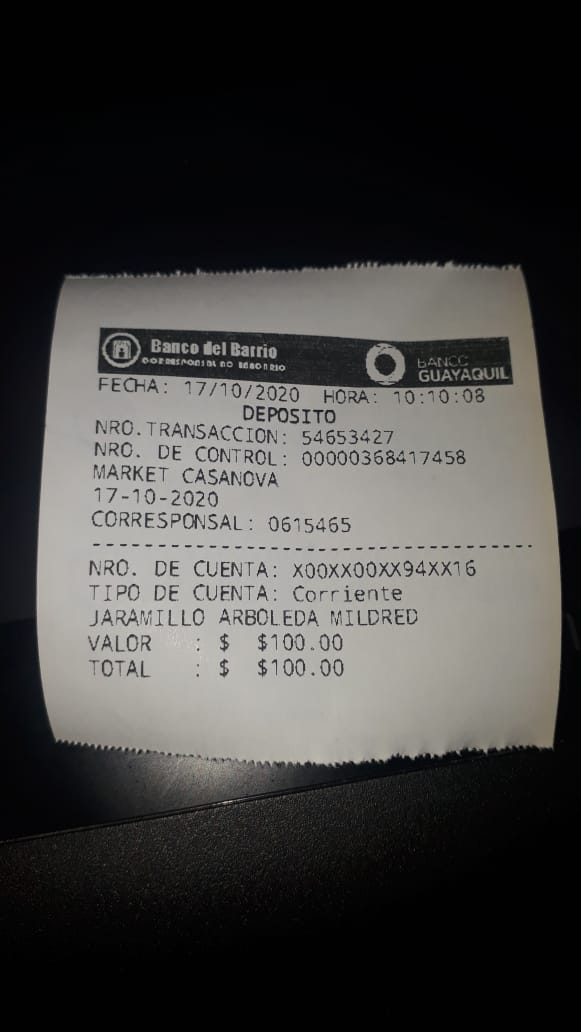 Banco del Barrio
CORRESPONSAL NO BANCARIO
BANCO
GUAYAQUIL
FECHA: 17/10/2020 HORA: 10:10:08
DEPOSITO
NRO.TRANSACCION: 54653427
NRO. DE CONTROL: 00000368417458
MARKET CASANOVA
17-10-2020
CORRESPONSAL: 0615465
NRO. DE CUENTA: X00XX00XX94XX16
TIPO DE CUENTA: Corriente
JARAMILLO ARBOLEDA MILDRED
VALOR : $ $100.00
TOTAL : $ $100.00